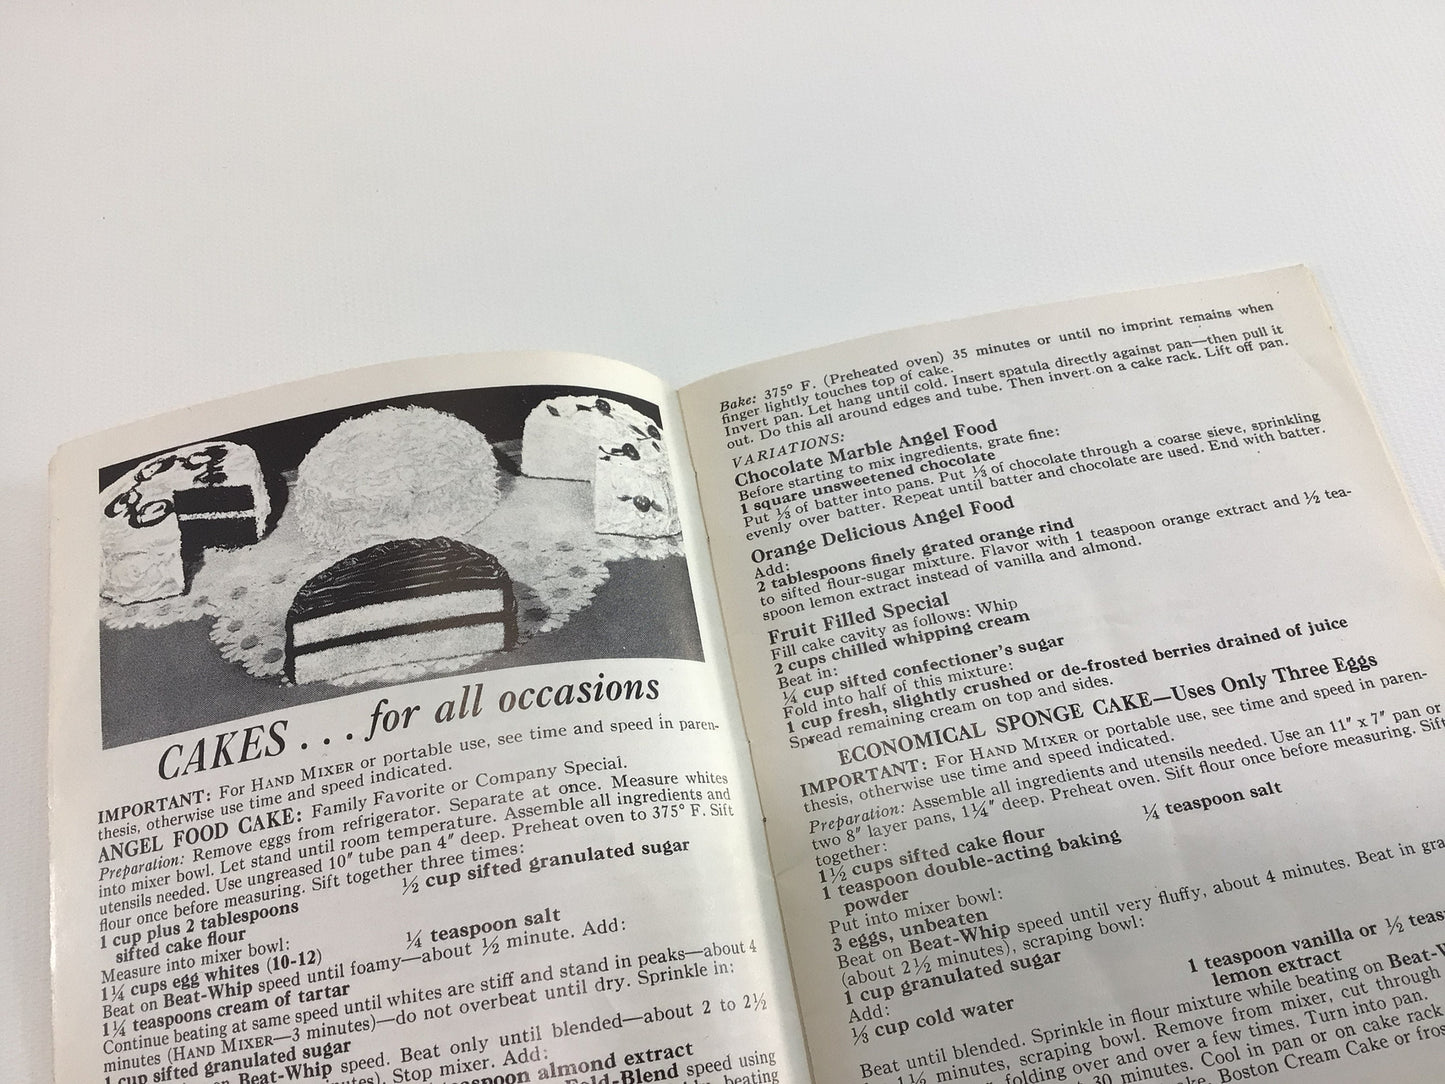 CAKES . . . for all occasions
IMPORTANT: For HAND MIXER or portable use, see time and speed in paren-
thesis, otherwise use time and speed indicated.
ANGEL FOOD CAKE: Family Favorite or Company Special.
Preparation: Remove eggs from refrigerator. Separate at once. Measure whites
into mixer bowl. Let stand until room temperature. Assemble all ingredients and
utensils needed. Use ungreased 10″ tube pan 4″ deep. Preheat oven to 375° F. Sift
flour once before measuring. Sift together three times:
1 cup plus 2 tablespoons
sifted cake flour
½ cup sifted granulated sugar
Measure into mixer bowl:
1¼ cups egg whites (10-12)
¼ teaspoon salt
Beat on Beat-Whip speed until foamy—about ½ minute. Add:
1¼ teaspoons cream of tartar
Continue beating at same speed until whites are stiff and stand in peaks—about 4
minutes (HAND MIXER—3 minutes)—do not overbeat until dry. Sprinkle in:
1 cup sifted granulated sugar
Beat-Whip speed. Beat only until blended—about 2 to 2½
Stop mixer. Add:
almond extract
Fold-Blend speed using
beating
Bake: 375° F. (Preheated oven) 35 minutes or until no imprint remains when
finger lightly touches top of cake.
Invert pan. Let hang until cold. Insert spatula directly against pan—then pull it
out. Do this all around edges and tube. Then invert on a cake rack. Lift off pan.
VARIATIONS:
Chocolate Marble Angel Food
Before starting to mix ingredients, grate fine:
1 square unsweetened chocolate
Put ⅓ of batter into pans. Put ⅓ of chocolate through a coarse sieve, sprinkling
evenly over batter. Repeat until batter and chocolate are used. End with batter.
Orange Delicious Angel Food
Add:
2 tablespoons finely grated orange rind
to sifted flour-sugar mixture. Flavor with 1 teaspoon orange extract and ½ tea-
spoon lemon extract instead of vanilla and almond.
Fruit Filled Special
Fill cake cavity as follows: Whip
2 cups chilled whipping cream
Beat in:
¼ cup sifted confectioner's sugar
Fold into half of this mixture:
1 cup fresh, slightly crushed or de-frosted berries drained of juice
Spread remaining cream on top and sides.
ECONOMICAL SPONGE CAKE—Uses Only Three Eggs
IMPORTANT: For HAND MIXER or portable use, see time and speed in paren-
thesis, otherwise use time and speed indicated.
Preparation: Assemble all ingredients and utensils needed. Use an 11″ x 7″ pan or
two 8″ layer pans, 1¼″ deep. Preheat oven. Sift flour once before measuring. Sift
together:
1½ cups sifted cake flour
¼ teaspoon salt
1 teaspoon double-acting baking
powder
Put into mixer bowl:
3 eggs, unbeaten
Beat on Beat-Whip speed until very fluffy, about 4 minutes. Beat in gra
(about 2½ minutes), scraping bowl:
1 cup granulated sugar
Add:
⅓ cup cold water
1 teaspoon vanilla or ½ teas
lemon extract
Beat until blended. Sprinkle in flour mixture while beating on Beat-W
1½ minutes, scraping bowl. Remove from mixer, cut through
folding over and over a few times. Turn into pan.
30 minutes. Cool in pan or on cake rack.
Boston Cream Cake or fros